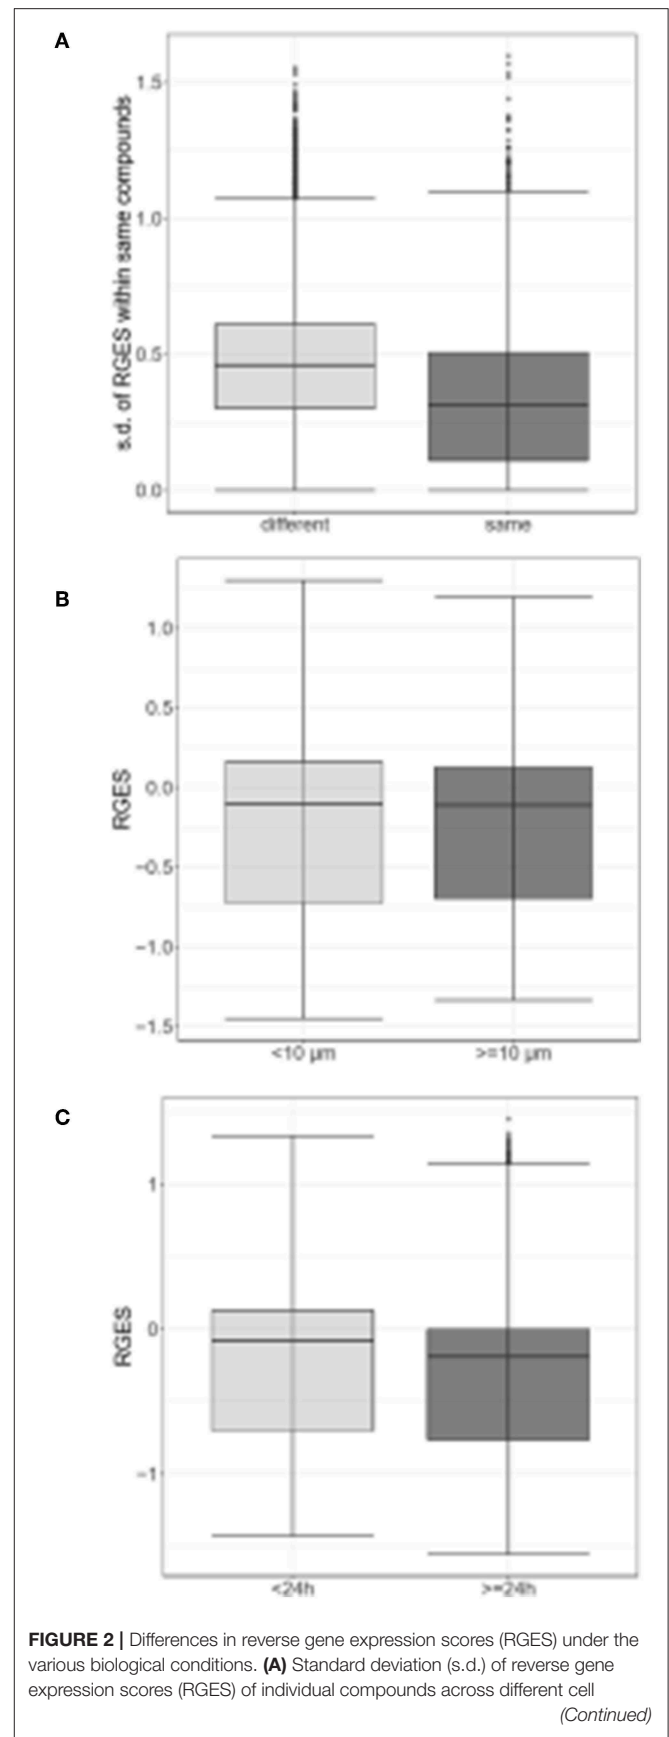 A
s.d. of RGES within same compounds
1.5
1.0
0.5
0.0
different same
B
RGES
1.0
0.5
0.0
−0.5
−1.0
−1.5
<10 μm >=10 μm
C
RGES
1
0
−1
<24h >=24h
FIGURE 2 | Differences in reverse gene expression scores (RGES) under the
various biological conditions. (A) Standard deviation (s.d.) of reverse gene
expression scores (RGES) of individual compounds across different cell
(Continued)